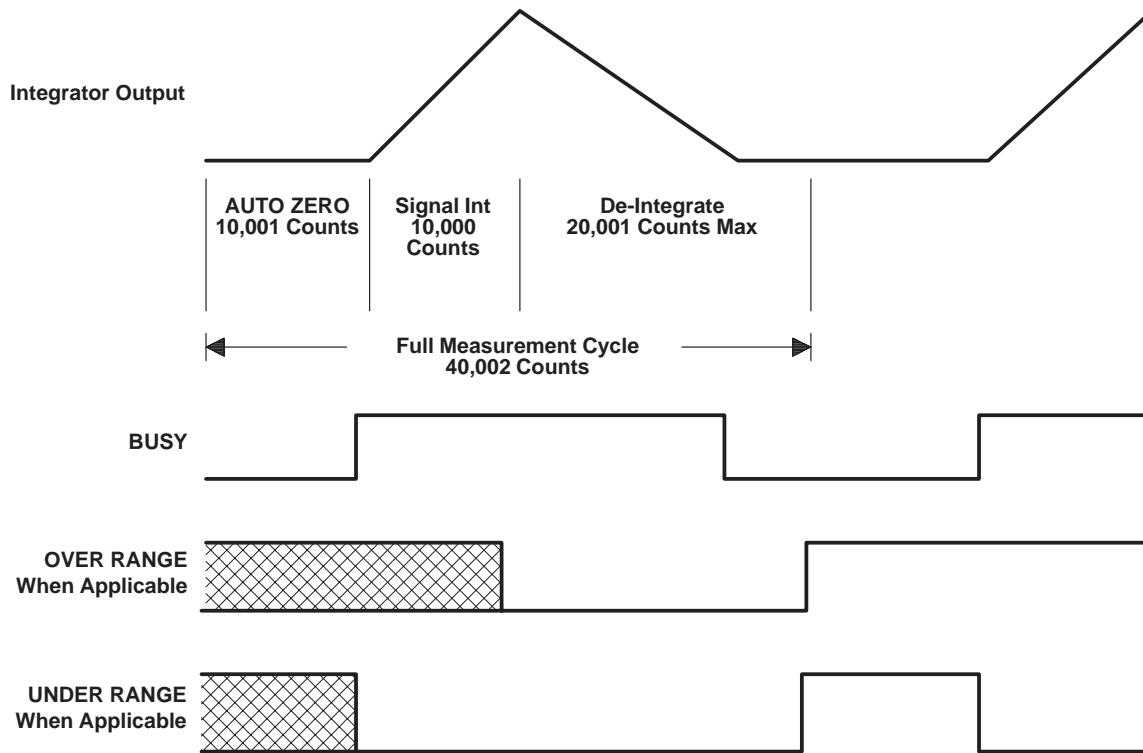 Integrator Output
AUTO ZERO
10,001 Counts
Signal Int
10,000
Counts
De-Integrate
20,001 Counts Max
Full Measurement Cycle
40,002 Counts
BUSY
OVER RANGE
When Applicable
UNDER RANGE
When Applicable